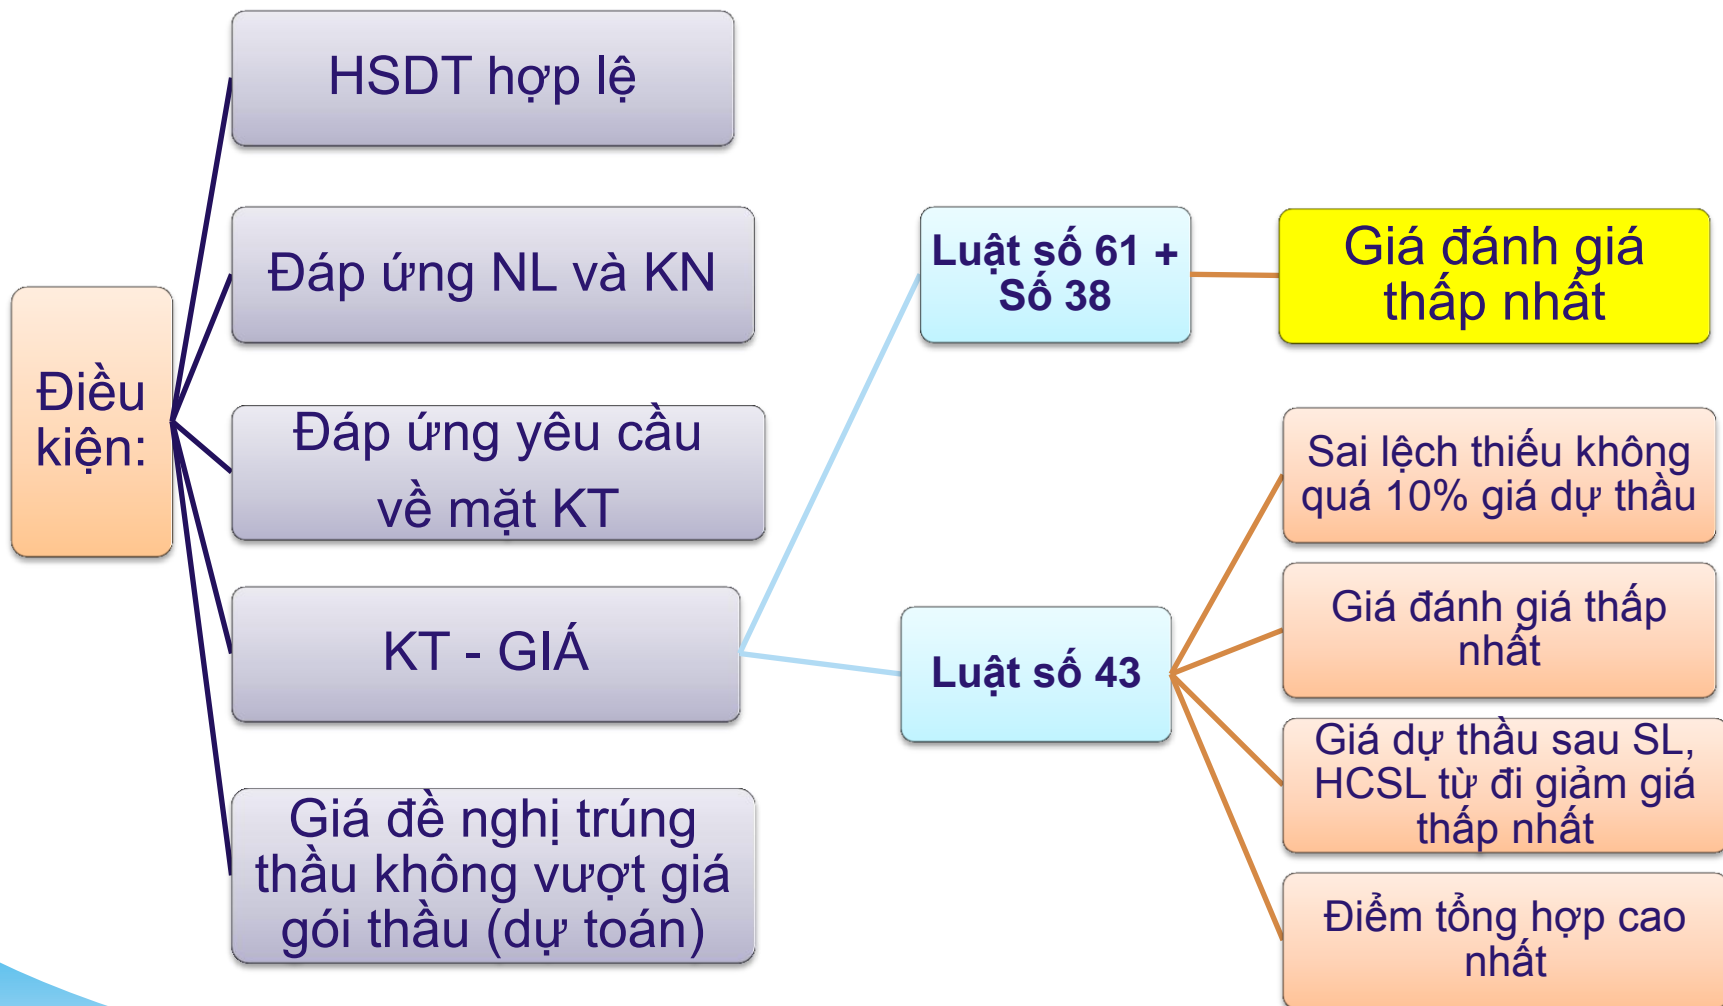 Điều
kiện:
HSDT hợp lệ
Đáp ứng NL và KN
Đáp ứng yêu cầu
về mặt KT
KT - GIÁ
Giá đề nghị trúng
thầu không vượt giá
gói thầu (dự toán)
Luật số 61 +
Số 38
Giá đánh giá
thấp nhất
Luật số 43
Sai lệch thiếu không
quá 10% giá dự thầu
Giá đánh giá thấp
nhất
Giá dự thầu sau SL,
HCSL từ đi giảm giá
thấp nhất
Điểm tổng hợp cao
nhất